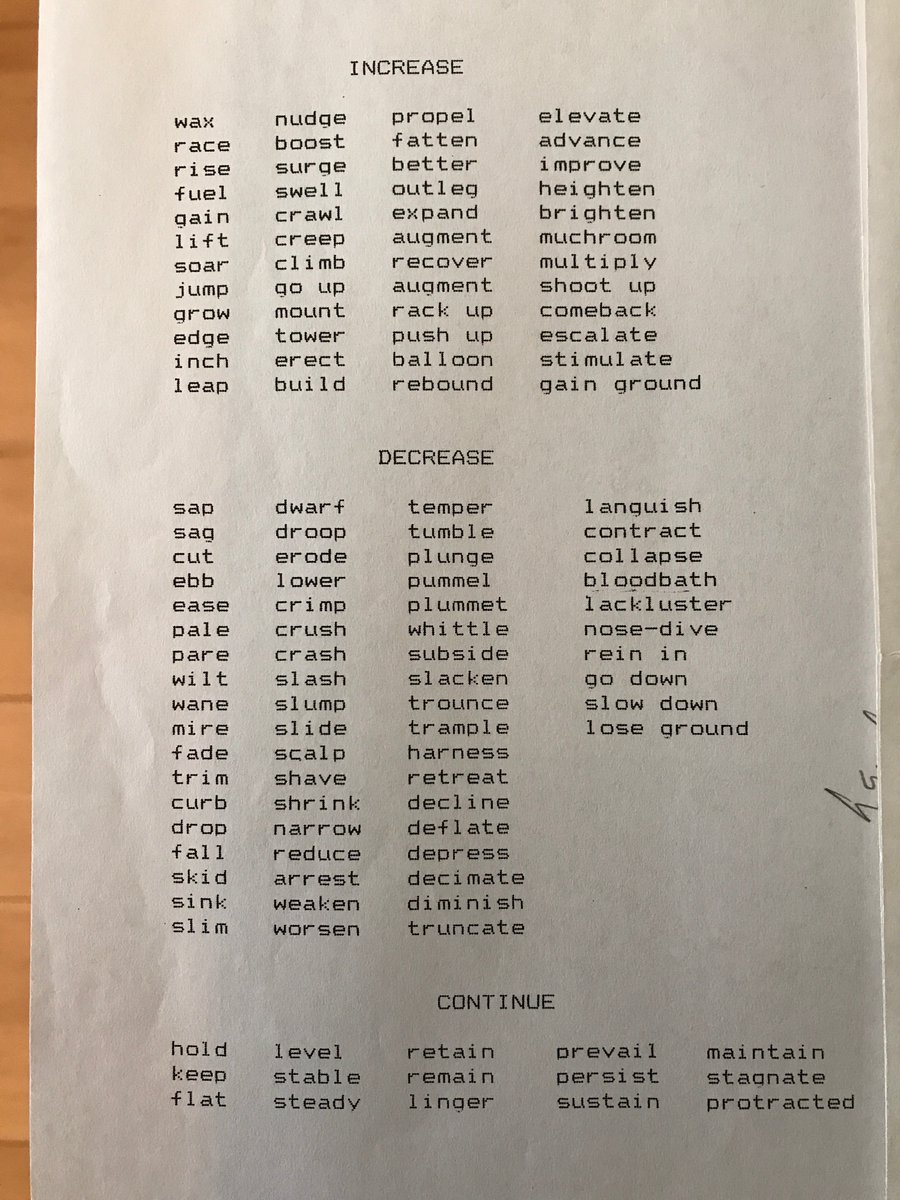 INCREASE
wax nudge propel elevate
race boost fatten advance
rise surge better improve
fuel swell outleg heighten
gain crawl expand brighten
lift creep augment muchroom
soar climb recover multiply
jump go up augment shoot up
grow mount rack up comeback
edge tower push up escalate
inch erect balloon stimulate
leap build rebound gain ground
DECREASE
sap dwarf temper languish
sag droop tumble contract
cut erode plunge collapse
ebb lower pummel bloodbath
ease crimp plummet lackluster
pale crush whittle nose-dive
pare crash subside rein in
wilt slash slacken go down
wane slump trounce slow down
mire slide trample lose ground
fade scalp harness
trim shave retreat
curb shrink decline
drop narrow deflate
fall reduce depress
skid arrest decimate
sink weaken diminish
slim worsen truncate
CONTINUE
hold level retain prevail maintain
keep stable remain persist stagnate
flat steady linger sustain protracted